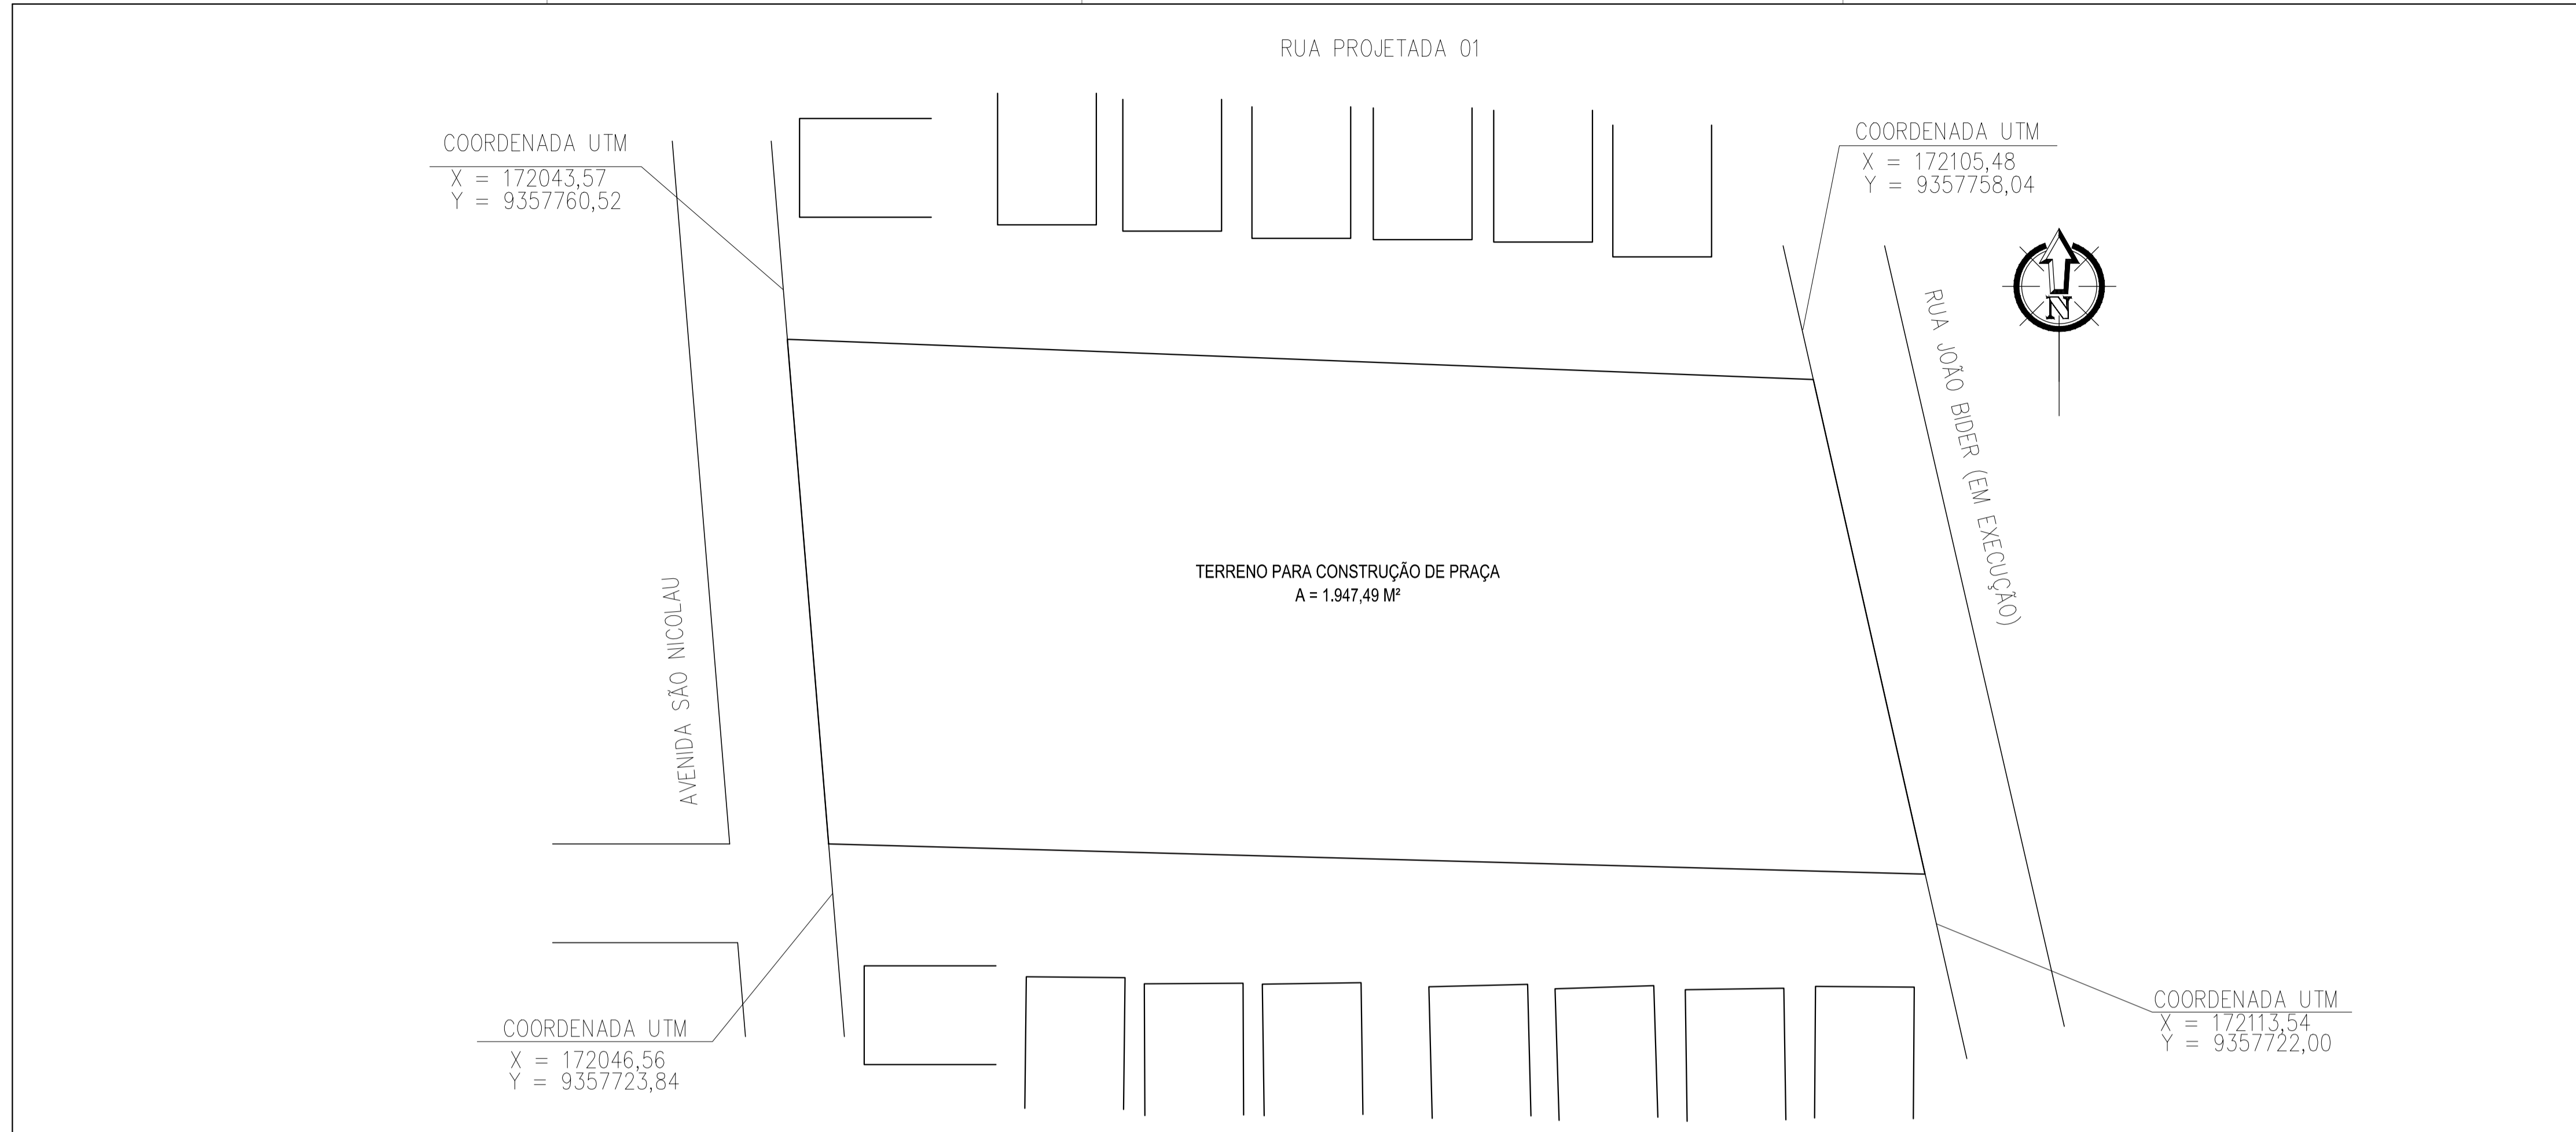 RUA PROJETADA 01
COORDENADA UTM
X = 172043,57
Y = 9357760,52
COORDENADA UTM
X = 172105,48
Y = 9357758,04
N
RUA JOÃO BIDER (EM EXECUÇÃO)
TERRENO PARA CONSTRUÇÃO DE PRAÇA
A = 1.947,49 M²
AVENIDA SÃO NICOLAU
COORDENADA UTM
X = 172046,56
Y = 9357723,84
COORDENADA UTM
X = 172113,54
Y = 9357722,00